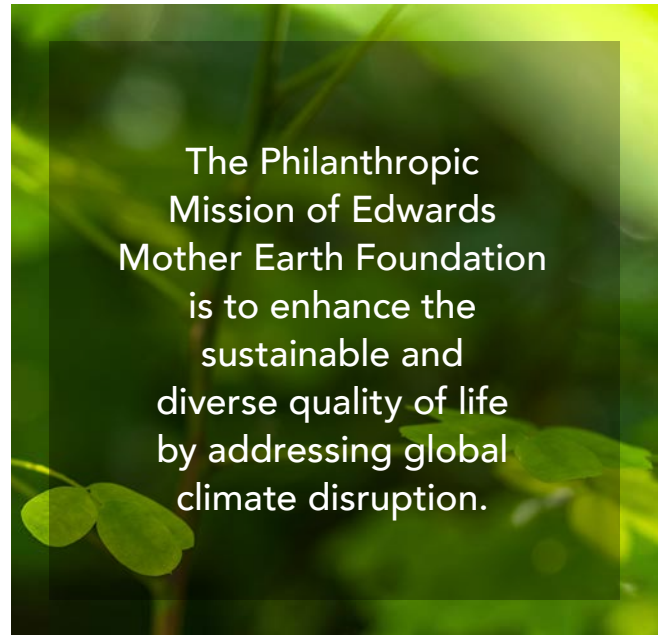 The Philanthropic
Mission of Edwards
Mother Earth Foundation
is to enhance the
sustainable and
diverse quality of life
by addressing global
climate disruption.